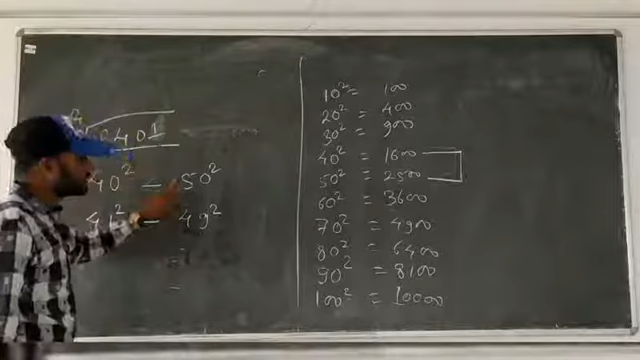 0401
40² — 50²
41² — 49²
=
=
10² = 100
20² = 400
30² = 900
40² = 1600
50² = 2500
60² = 3600
70² = 4900
80² = 6400
90² = 8100
100² = 10000